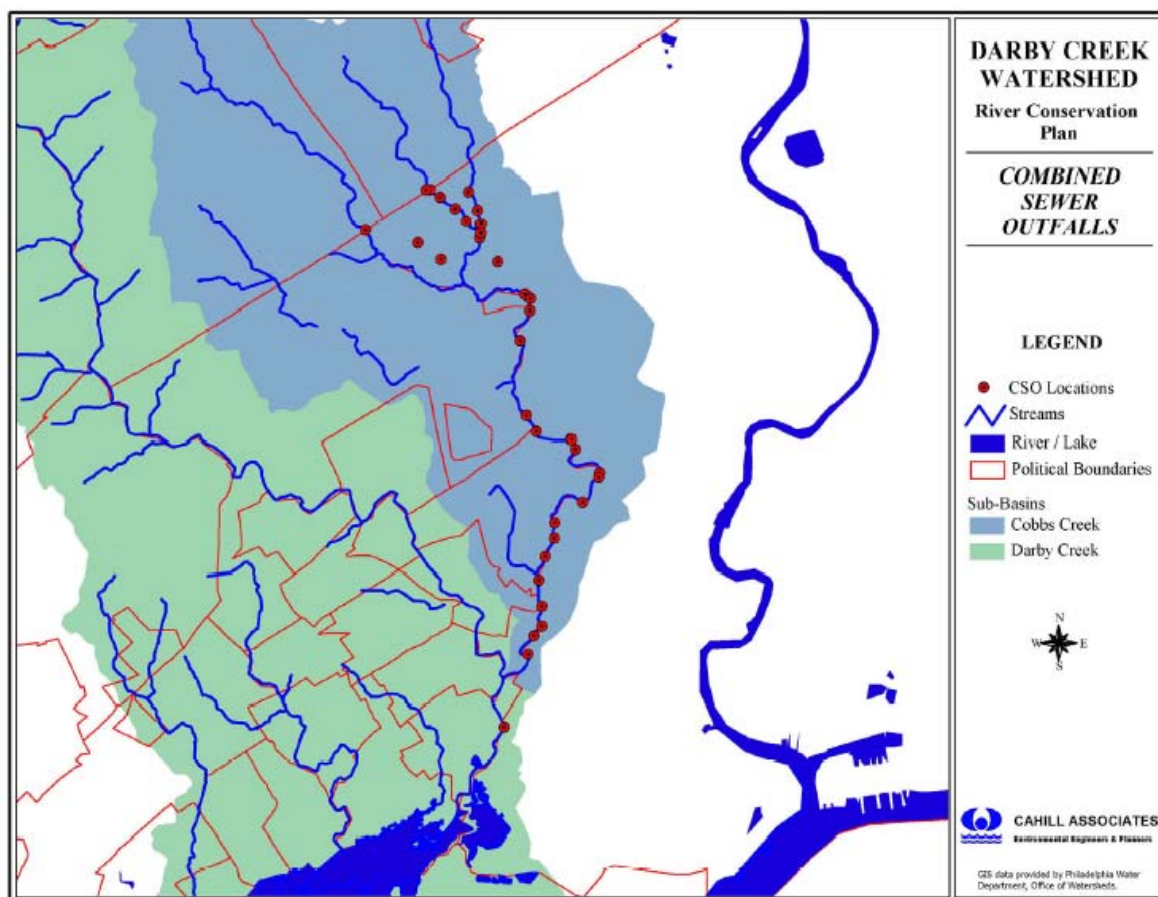 DARBY CREEK
WATERSHED
River Conservation
Plan
COMBINED
SEWER
OUTFALLS
LEGEND
CSO Locations
Streams
River / Lake
Political Boundaries
Sub-Basins
Cobbs Creek
Darby Creek
N
W E
S
CAHILL ASSOCIATES
Environmental Engineers & Planners
GIS data provided by Philadelphia Water
Department, Office of Watersheds.